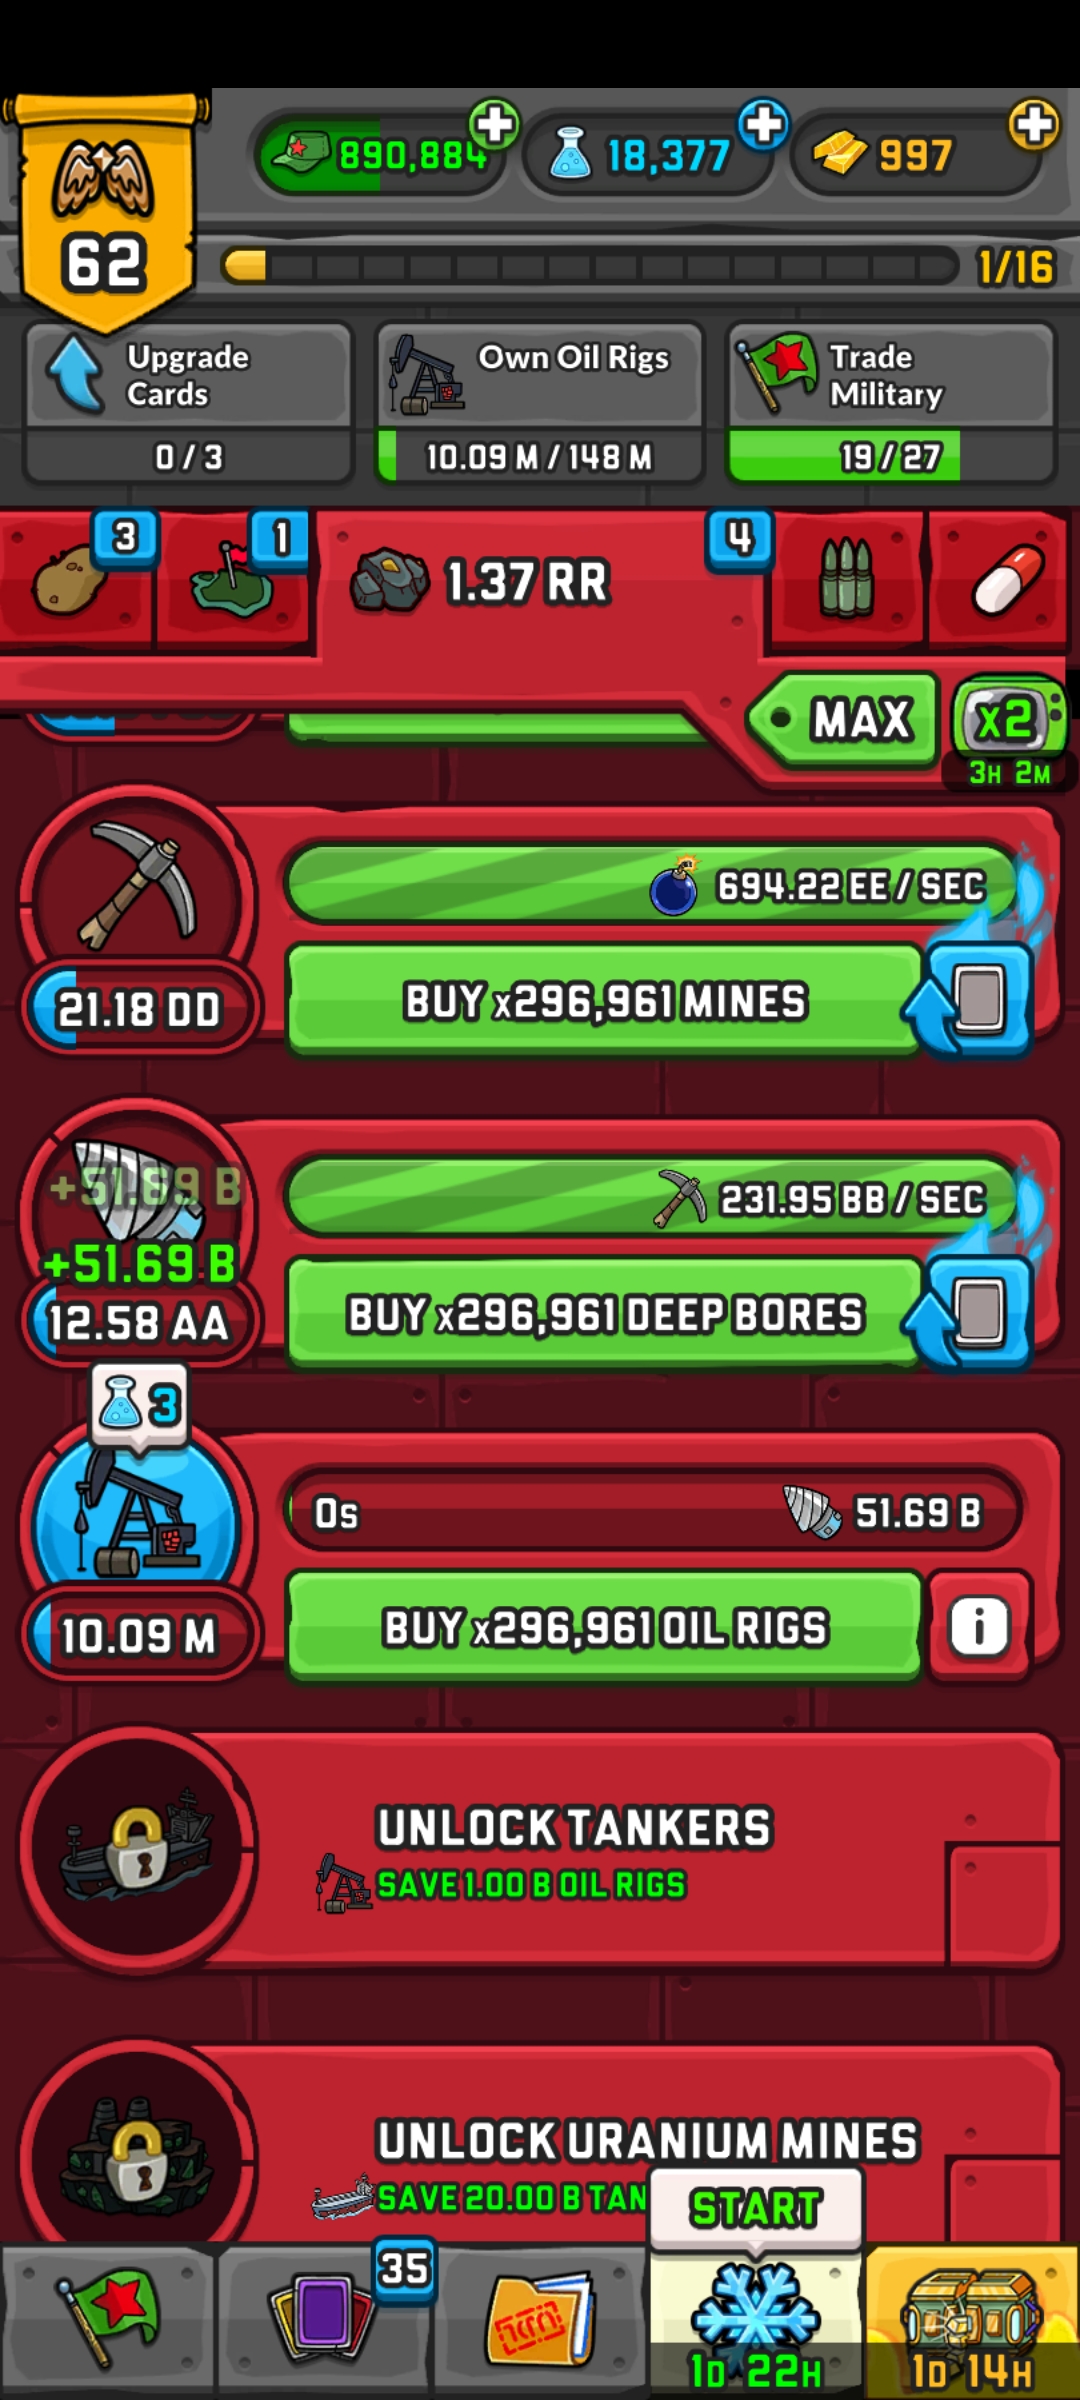 890,884
18,377
997
62
1/16
Upgrade
Cards
0 / 3
Own Oil Rigs
10.09 M / 148 M
Trade
Military
19 / 27
3
1
1.37 RR
4
MAX
x2
3H 2M
694.22 EE / SEC
21.18 DD
BUY x296,961 MINES
+51.69 B
231.95 BB / SEC
+51.69 B
12.58 AA
BUY x296,961 DEEP BORES
3
0s
51.69 B
10.09 M
BUY x296,961 OIL RIGS
i
UNLOCK TANKERS
SAVE 1.00 B OIL RIGS
UNLOCK URANIUM MINES
SAVE 20.00 B TAN
START
35
1D 22H
1D 14H